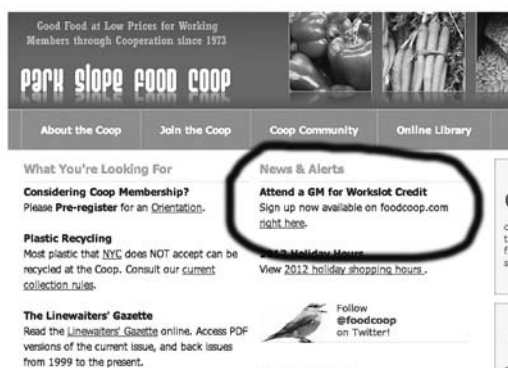 Good Food at Low Prices for Working
Members through Cooperation since 1973
PARK SLOPE FOOD COOP
About the Coop
Join the Coop
Coop Community
Online Library
What You're Looking For
Considering Coop Membership?
Please Pre-register for an Orientation.
Plastic Recycling
Most plastic that NYC does NOT accept can be
recycled at the Coop. Consult our current
collection rules.
The Linewaiters' Gazette
Read the Linewaiters' Gazette online. Access PDF
versions of the current issue, and back issues
from 1999 to the present.
News & Alerts
Attend a GM for Workslot Credit
Sign up now available on foodcoop.com
right here.
2012 Holiday Hours
View 2012 holiday shopping hours .
Follow
@foodcoop
on Twitter!